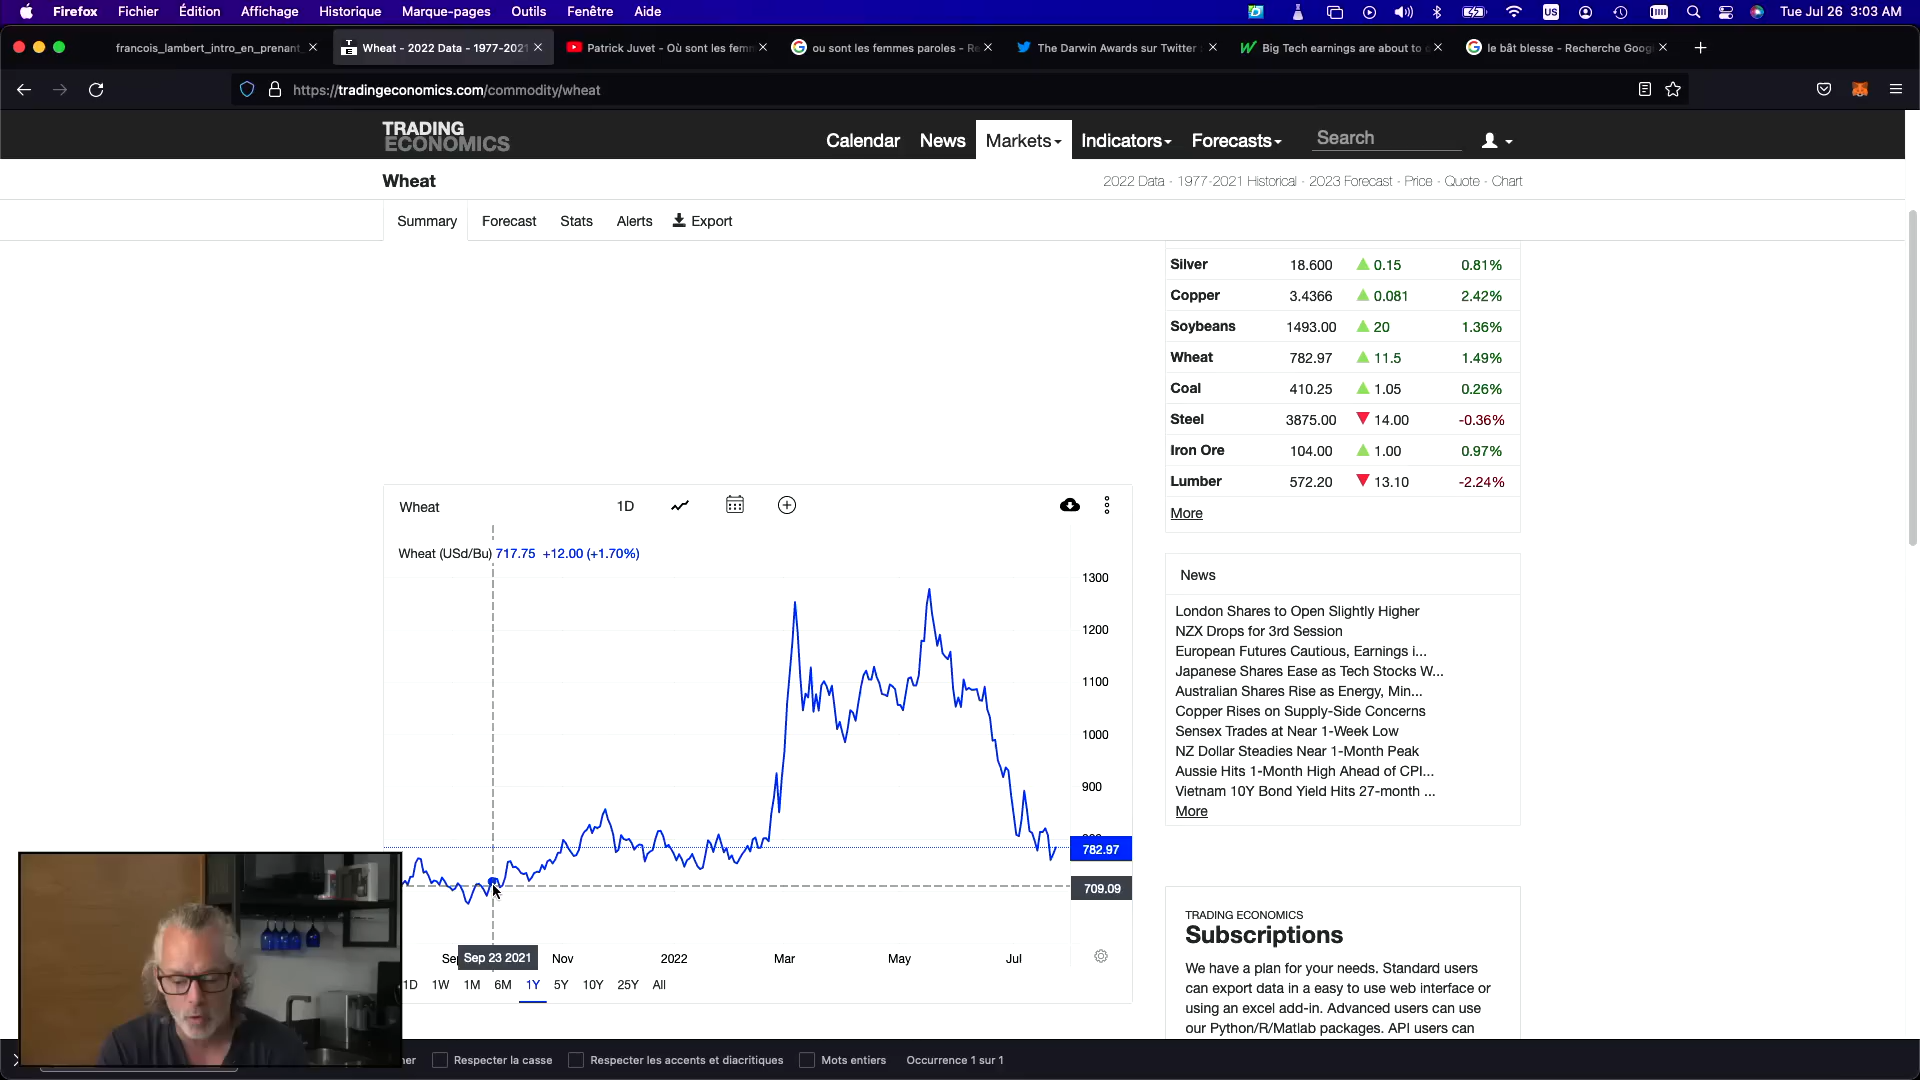 Firefox Fichier Édition Affichage Historique Marque-pages Outils Fenêtre Aide US Tue Jul 26 3:03 AM
francois_lambert_intro_en_prenant_
Wheat - 2022 Data - 1977-2021
Patrick Juvet - Où sont les femm
ou sont les femmes paroles - Re
The Darwin Awards sur Twitter
Big Tech earnings are about to
le bât blesse - Recherche Goog
https://tradingeconomics.com/commodity/wheat
TRADING
ECONOMICS
Calendar News Markets Indicators Forecasts Search
Wheat
2022 Data - 1977-2021 Historical - 2023 Forecast - Price - Quote - Chart
Summary Forecast Stats Alerts Export
Silver 18.600 0.15 0.81%
Copper 3.4366 0.081 2.42%
Soybeans 1493.00 20 1.36%
Wheat 782.97 11.5 1.49%
Coal 410.25 1.05 0.26%
Steel 3875.00 14.00 -0.36%
Iron Ore 104.00 1.00 0.97%
Lumber 572.20 13.10 -2.24%
More
Wheat 1D
Wheat (USd/Bu) 717.75 +12.00 (+1.70%)
1300
1200
1100
1000
900
782.97
709.09
Sep 23 2021 Nov 2022 Mar May Jul
1D 1W 1M 6M 1Y 5Y 10Y 25Y All
News
London Shares to Open Slightly Higher
NZX Drops for 3rd Session
European Futures Cautious, Earnings i...
Japanese Shares Ease as Tech Stocks W...
Australian Shares Rise as Energy, Min...
Copper Rises on Supply-Side Concerns
Sensex Trades at Near 1-Week Low
NZ Dollar Steadies Near 1-Month Peak
Aussie Hits 1-Month High Ahead of CPI...
Vietnam 10Y Bond Yield Hits 27-month ...
More
TRADING ECONOMICS
Subscriptions
We have a plan for your needs. Standard users
can export data in a easy to use web interface or
using an excel add-in. Advanced users can use
our Python/R/Matlab packages. API users can
Respecter la casse Respecter les accents et diacritiques Mots entiers Occurrence 1 sur 1